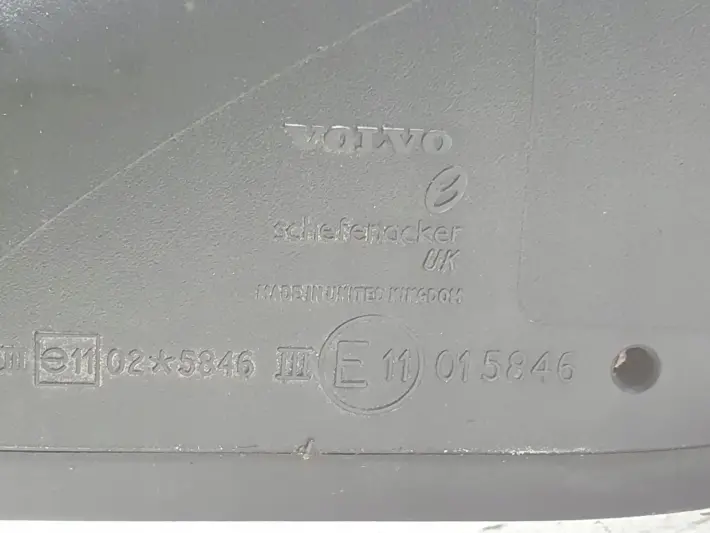 VOLVO
schefenacker
UK
MADE IN UNITED KINGDOM
e11 02*5846 III E 11 015846